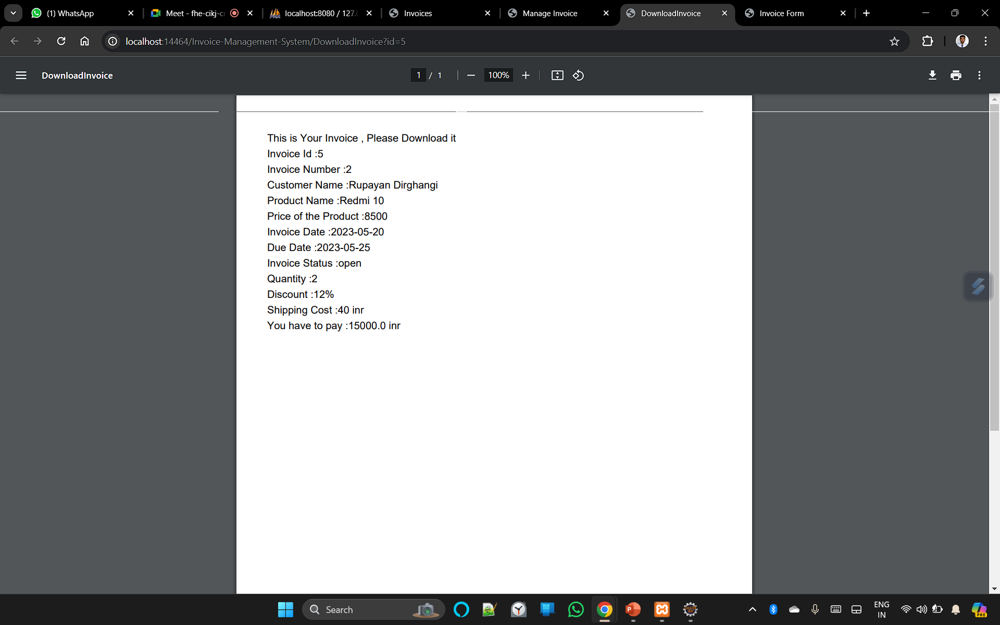 (1) WhatsApp
Meet - fhe-cikj-c
localhost:8080 / 127.
Invoices
Manage Invoice
DownloadInvoice
Invoice Form
localhost:14464/Invoice-Management-System/DownloadInvoice?id=5
DownloadInvoice
1 / 1
100%
This is Your Invoice , Please Download it
Invoice Id :5
Invoice Number :2
Customer Name :Rupayan Dirghangi
Product Name :Redmi 10
Price of the Product :8500
Invoice Date :2023-05-20
Due Date :2023-05-25
Invoice Status :open
Quantity :2
Discount :12%
Shipping Cost :40 inr
You have to pay :15000.0 inr
Search
ENG
IN
PRE